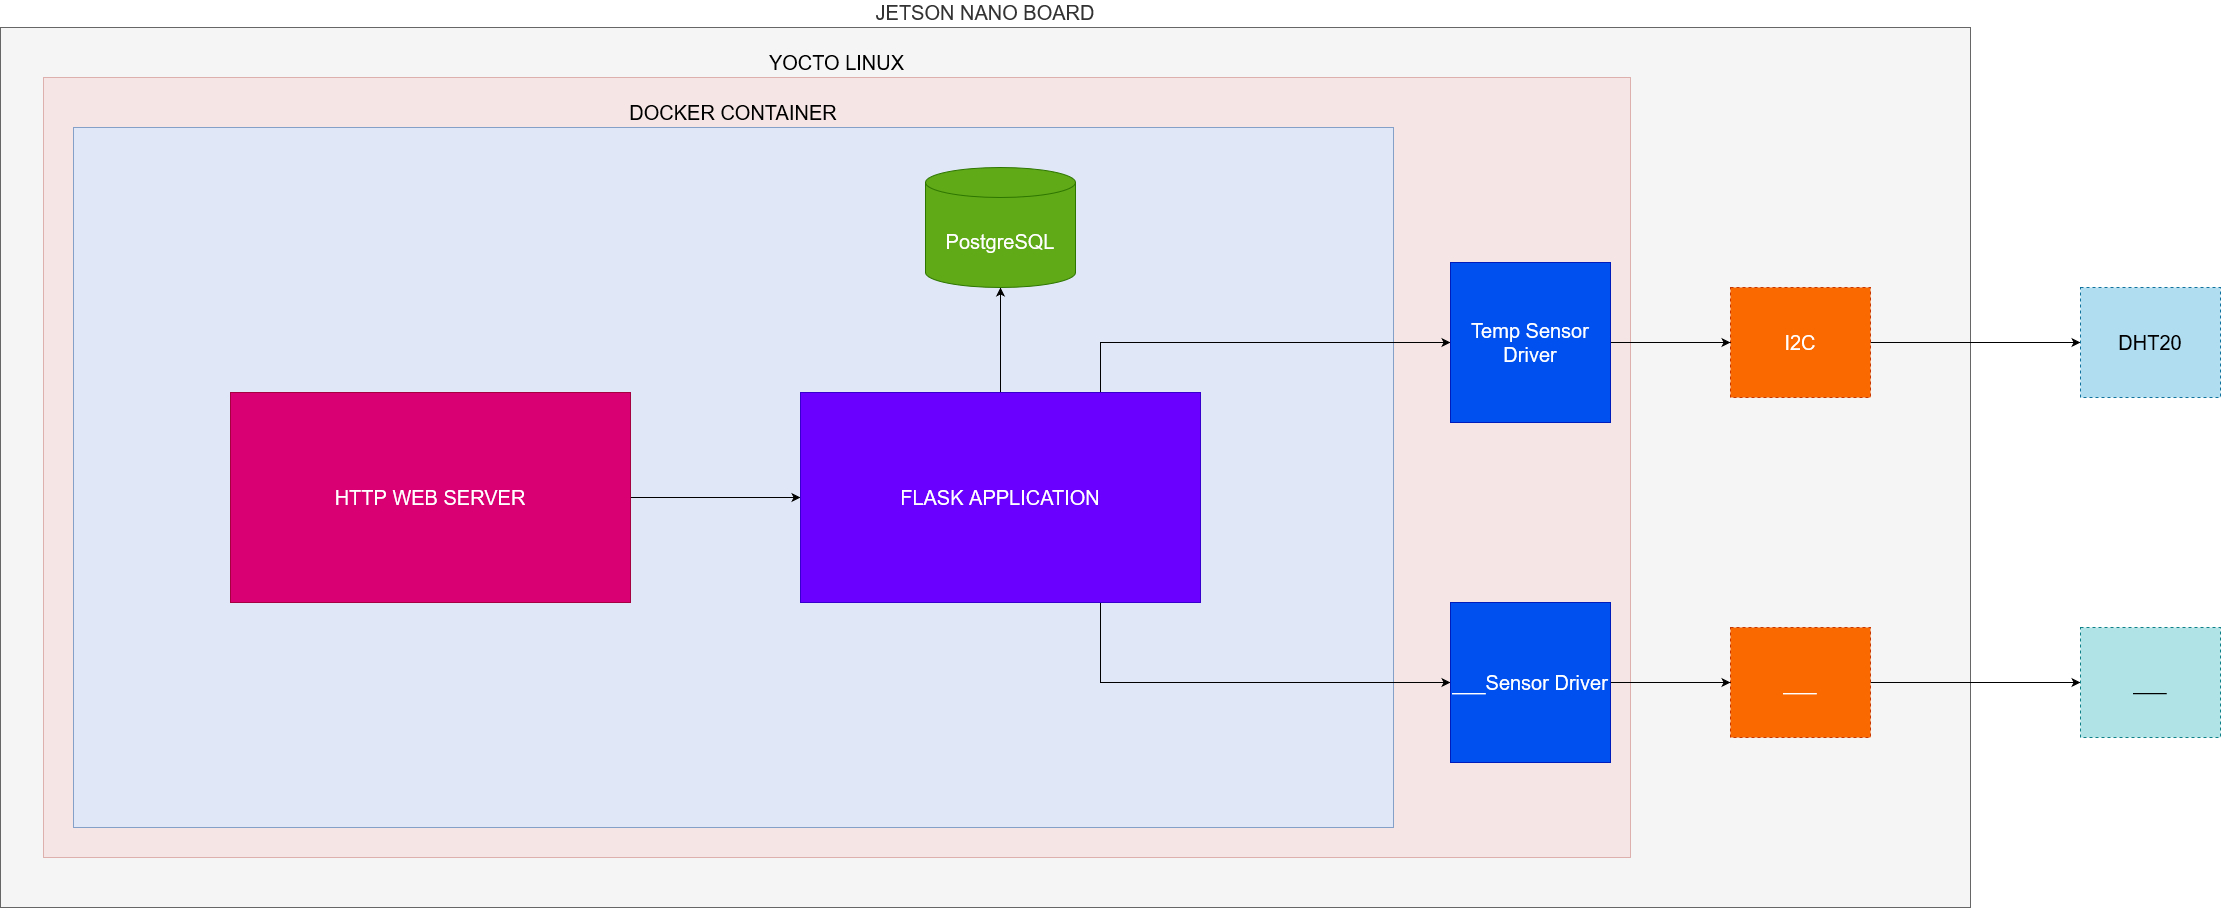 JETSON NANO BOARD
YOCTO LINUX
DOCKER CONTAINER
PostgreSQL
Temp Sensor
Driver
I2C
DHT20
HTTP WEB SERVER
FLASK APPLICATION
___Sensor Driver
___
___